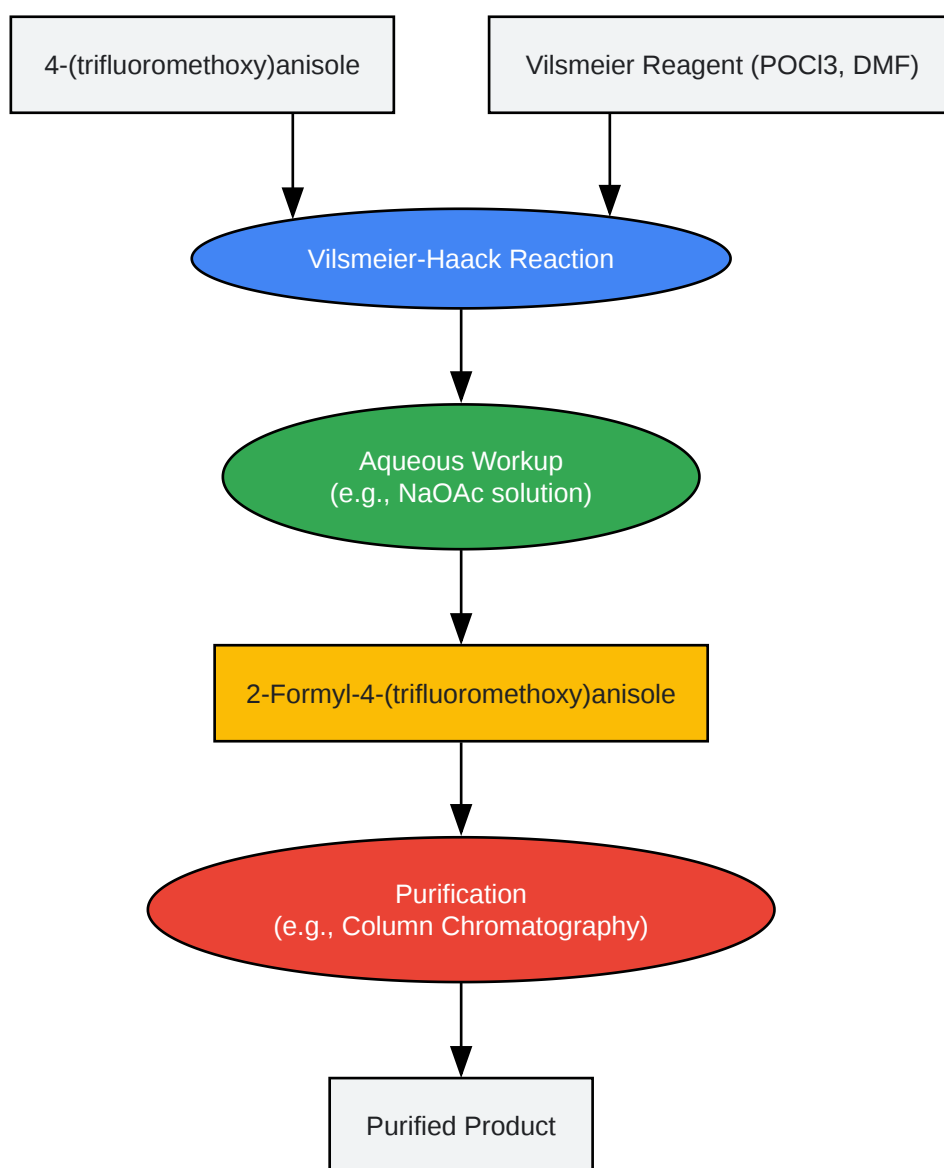 4-(trifluoromethoxy)anisole
Vilsmeier Reagent (POCl3, DMF)
Vilsmeier-Haack Reaction
Aqueous Workup
(e.g., NaOAc solution)
2-Formyl-4-(trifluoromethoxy)anisole
Purification
(e.g., Column Chromatography)
Purified Product